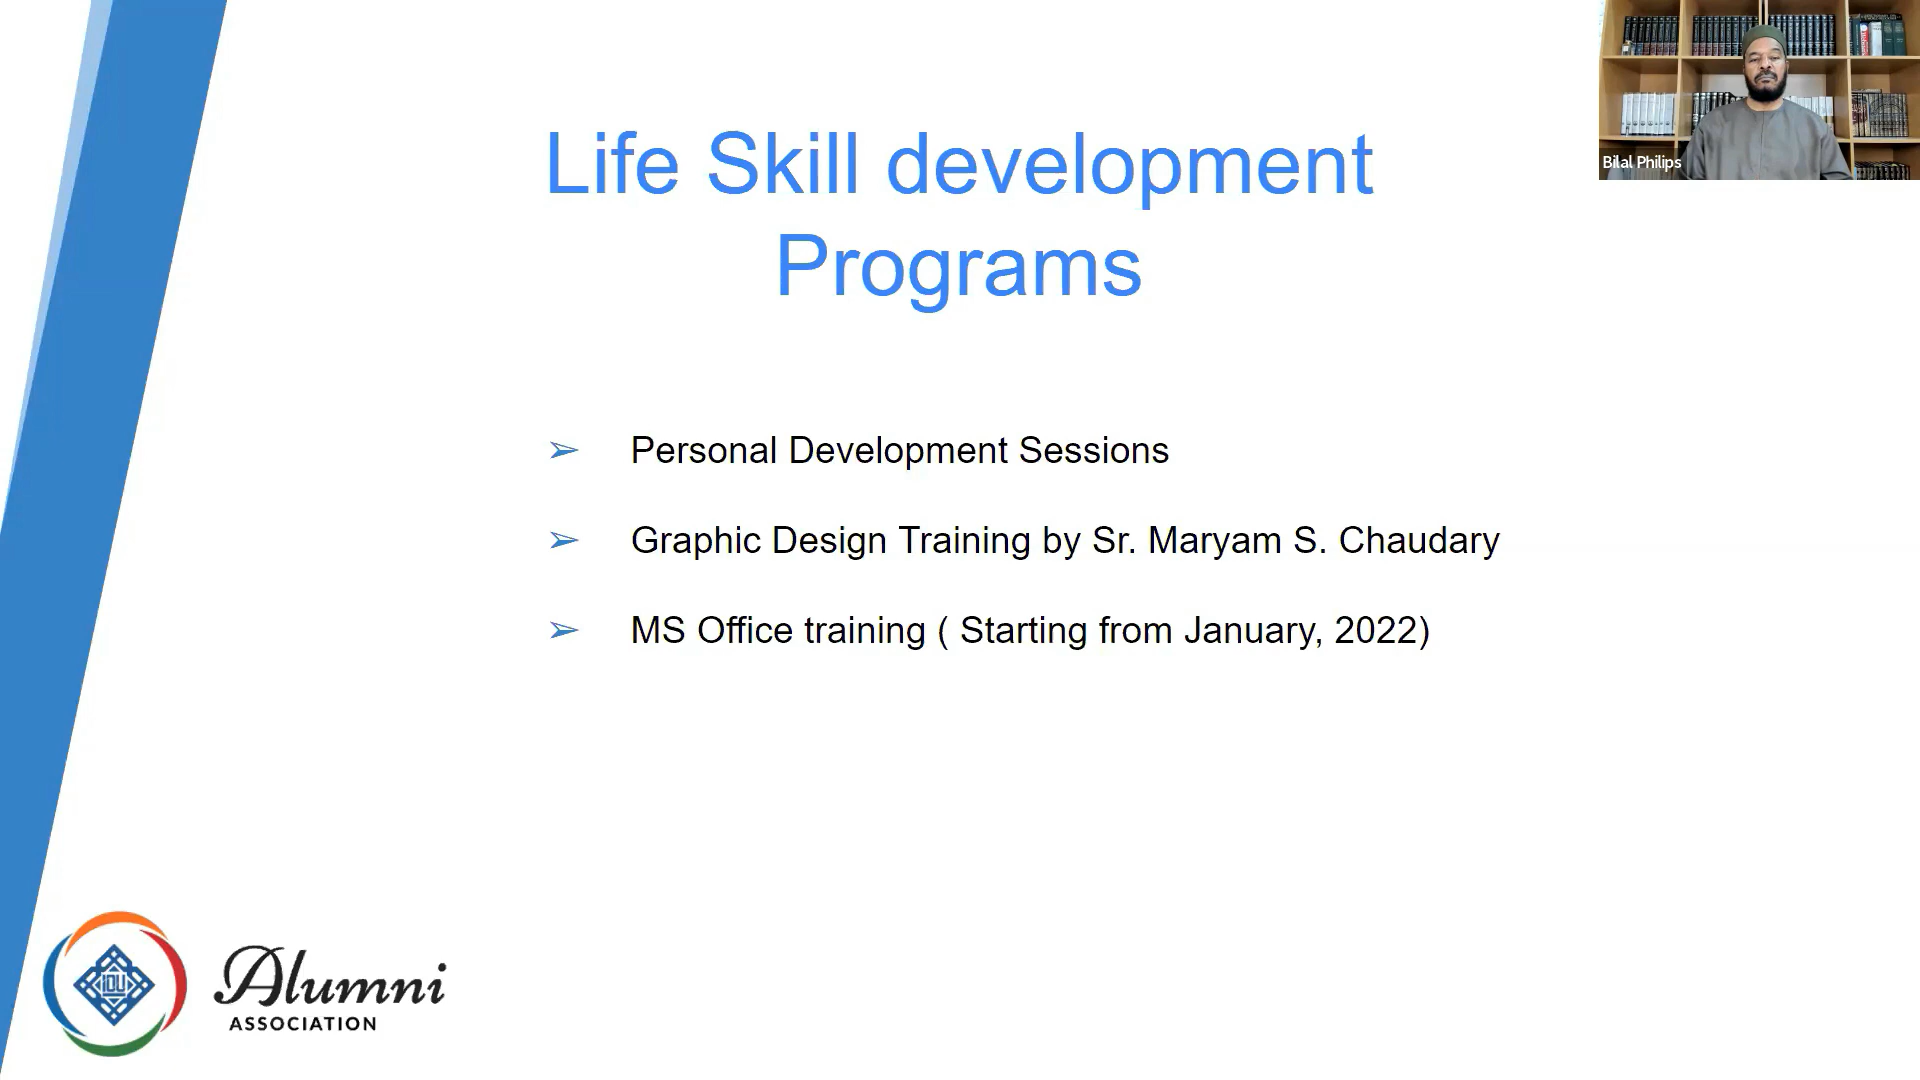 Life Skill development
Programs
Bilal Philips
➢ Personal Development Sessions
➢ Graphic Design Training by Sr. Maryam S. Chaudary
➢ MS Office training ( Starting from January, 2022)
IOU
Alumni
ASSOCIATION